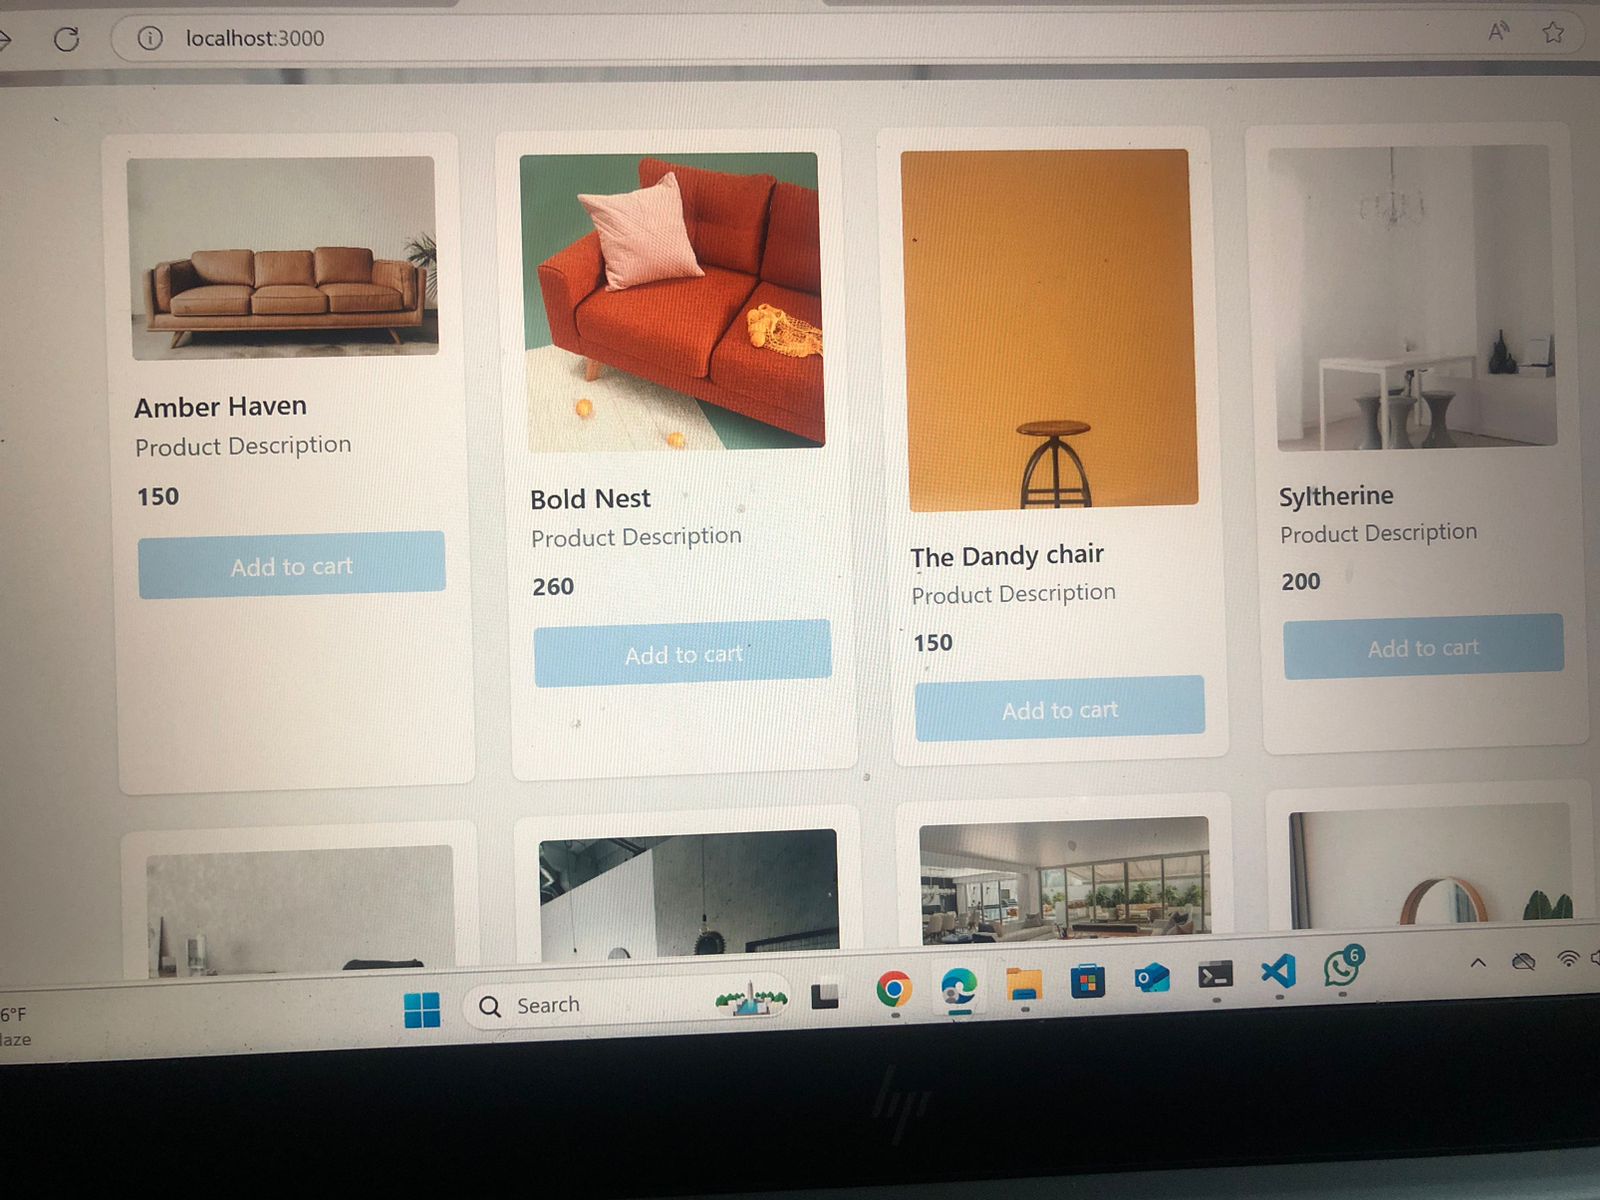 localhost:3000
Amber Haven
Product Description
150
Add to cart
Bold Nest
Product Description
260
Add to cart
The Dandy chair
Product Description
150
Add to cart
Syltherine
Product Description
200
Add to cart
6°F
Search
6
hp